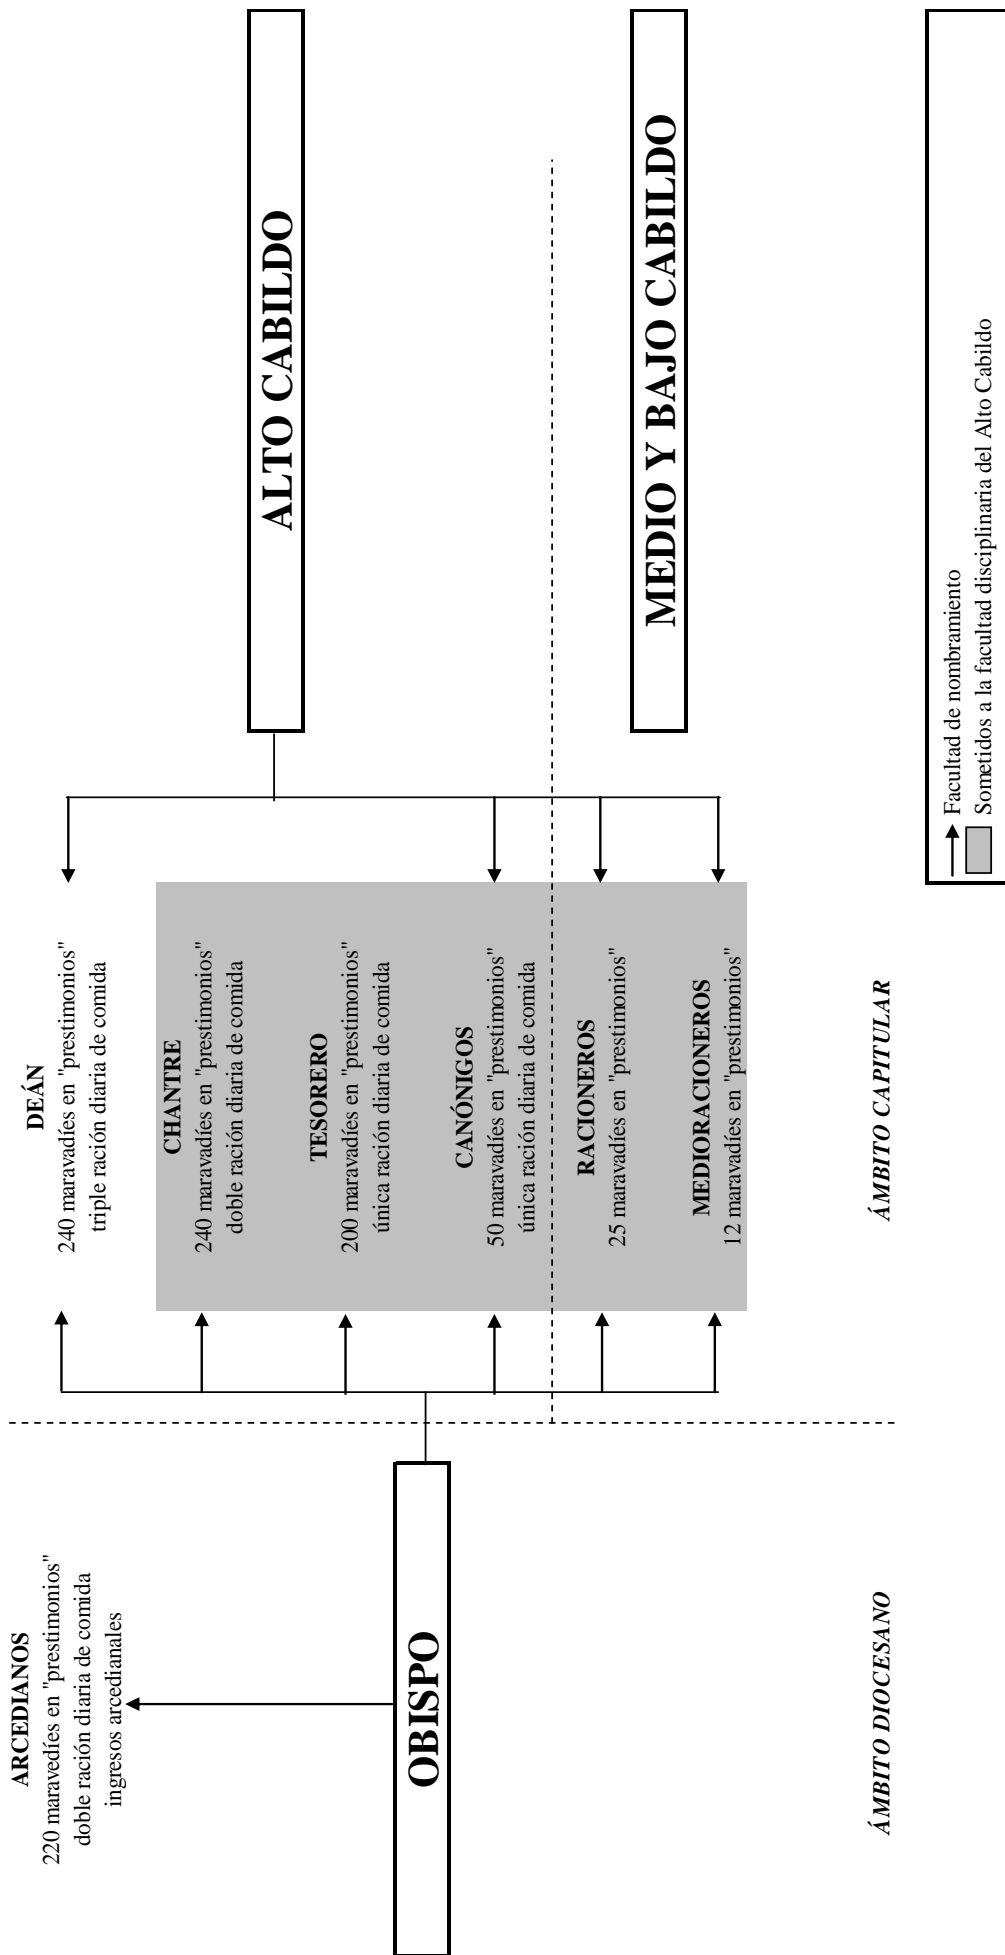 ARCEDIANOS
220 maravedíes en "prestimonios"
doble ración diaria de comida
ingresos arcedianales
OBISPO
ÁMBITO DIOCESANO
DEÁN
240 maravadíes en "prestimonios"
triple ración diaria de comida
CHANTRE
240 maravadíes en "prestimonios"
doble ración diaria de comida
TESORERO
200 maravadíes en "prestimonios"
única ración diaria de comida
CANÓNIGOS
50 maravadíes en "prestimonios"
única ración diaria de comida
RACIONEROS
25 maravadíes en "prestimonios"
MEDIORACIONEROS
12 maravadíes en "prestimonios"
ÁMBITO CAPITULAR
ALTO CABILDO
MEDIO Y BAJO CABILDO
Facultad de nombramiento
Sometidos a la facultad disciplinaria del Alto Cabildo